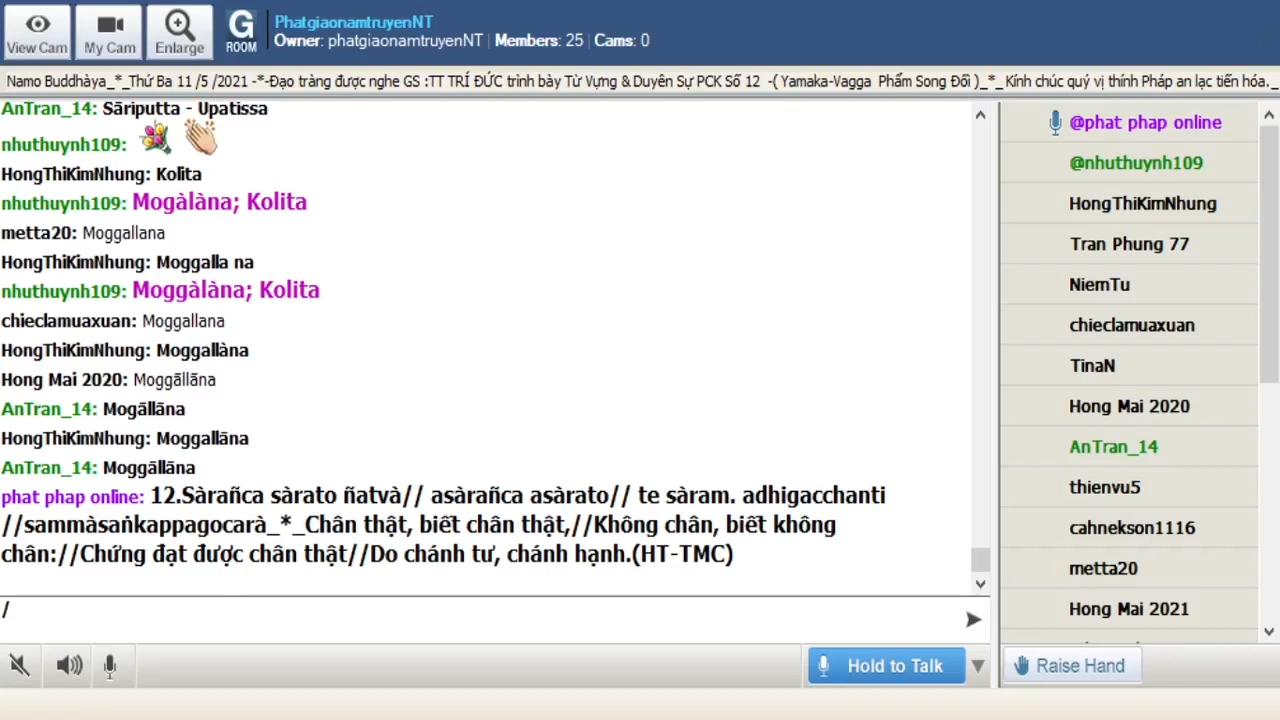 View Cam
My Cam
Enlarge
G
ROOM
PhatgiaonamtruyenNT
Owner: phatgiaonamtruyenNT | Members: 25 | Cams: 0
Namo Buddhàya_*_Thứ Ba 11 /5 /2021 -*-Đạo tràng được nghe GS :TT TRÍ ĐỨC trình bày Từ Vựng & Duyên Sự PCK Số 12 -( Yamaka-Vagga Phẩm Song Đối )_*_ Kính chúc quý vị thính Pháp an lạc tiến hóa._
AnTran_14: Sāriputta - Upatissa
nhuthuynh109:
HongThiKimNhung: Kolita
nhuthuynh109: Mogàlàna; Kolita
metta20: Moggallana
HongThiKimNhung: Moggalla na
nhuthuynh109: Moggàlàna; Kolita
chieclamuaxuan: Moggallana
HongThiKimNhung: Moggallàna
Hong Mai 2020: Moggāllāna
AnTran_14: Mogāllāna
HongThiKimNhung: Moggallāna
AnTran_14: Moggāllāna
phat phap online: 12.Sàrañca sàrato ñatvà// asàrañca asàrato// te sàram. adhigacchanti
//sammàsaṅkappagocarà_*_Chân thật, biết chân thật,//Không chân, biết không
chân://Chứng đạt được chân thật//Do chánh tư, chánh hạnh.(HT-TMC)
/
Hold to Talk
@phat phap online
@nhuthuynh109
HongThiKimNhung
Tran Phung 77
NiemTu
chieclamuaxuan
TinaN
Hong Mai 2020
AnTran_14
thienvu5
cahnekson1116
metta20
Hong Mai 2021
Raise Hand